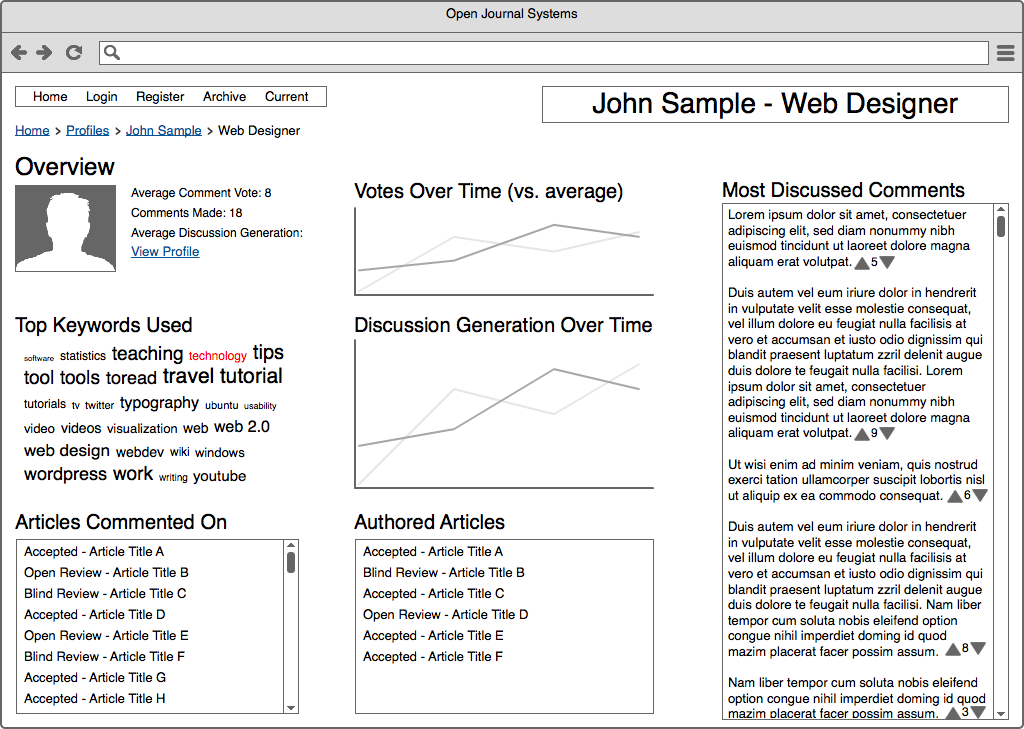 Open Journal Systems
Home Login Register Archive Current
John Sample - Web Designer
Home > Profiles > John Sample > Web Designer
Overview
Average Comment Vote: 8
Comments Made: 18
Average Discussion Generation:
View Profile
Top Keywords Used
software statistics teaching technology tips
tool tools toread travel tutorial
tutorials tv twitter typography ubuntu usability
video videos visualization web web 2.0
web design webdev wiki windows
wordpress work writing youtube
Articles Commented On
Accepted - Article Title A
Open Review - Article Title B
Blind Review - Article Title C
Accepted - Article Title D
Open Review - Article Title E
Blind Review - Article Title F
Accepted - Article Title G
Accepted - Article Title H
Votes Over Time (vs. average)
Discussion Generation Over Time
Authored Articles
Accepted - Article Title A
Blind Review - Article Title B
Accepted - Article Title C
Open Review - Article Title D
Accepted - Article Title E
Accepted - Article Title F
Most Discussed Comments
Lorem ipsum dolor sit amet, consectetuer
adipiscing elit, sed diam nonummy nibh
euismod tincidunt ut laoreet dolore magna
aliquam erat volutpat. 5
Duis autem vel eum iriure dolor in hendrerit
in vulputate velit esse molestie consequat,
vel illum dolore eu feugiat nulla facilisis at
vero et accumsan et iusto odio dignissim qui
blandit praesent luptatum zzril delenit augue
duis dolore te feugait nulla facilisi. Lorem
ipsum dolor sit amet, consectetuer
adipiscing elit, sed diam nonummy nibh
euismod tincidunt ut laoreet dolore magna
aliquam erat volutpat. 9
Ut wisi enim ad minim veniam, quis nostrud
exerci tation ullamcorper suscipit lobortis nisl
ut aliquip ex ea commodo consequat. 6
Duis autem vel eum iriure dolor in hendrerit
in vulputate velit esse molestie consequat,
vel illum dolore eu feugiat nulla facilisis at
vero et accumsan et iusto odio dignissim qui
blandit praesent luptatum zzril delenit augue
duis dolore te feugait nulla facilisi. Nam liber
tempor cum soluta nobis eleifend option
congue nihil imperdiet doming id quod
mazim placerat facer possim assum. 8
Nam liber tempor cum soluta nobis eleifend
option congue nihil imperdiet doming id quod
mazim placerat facer possim assum. 3